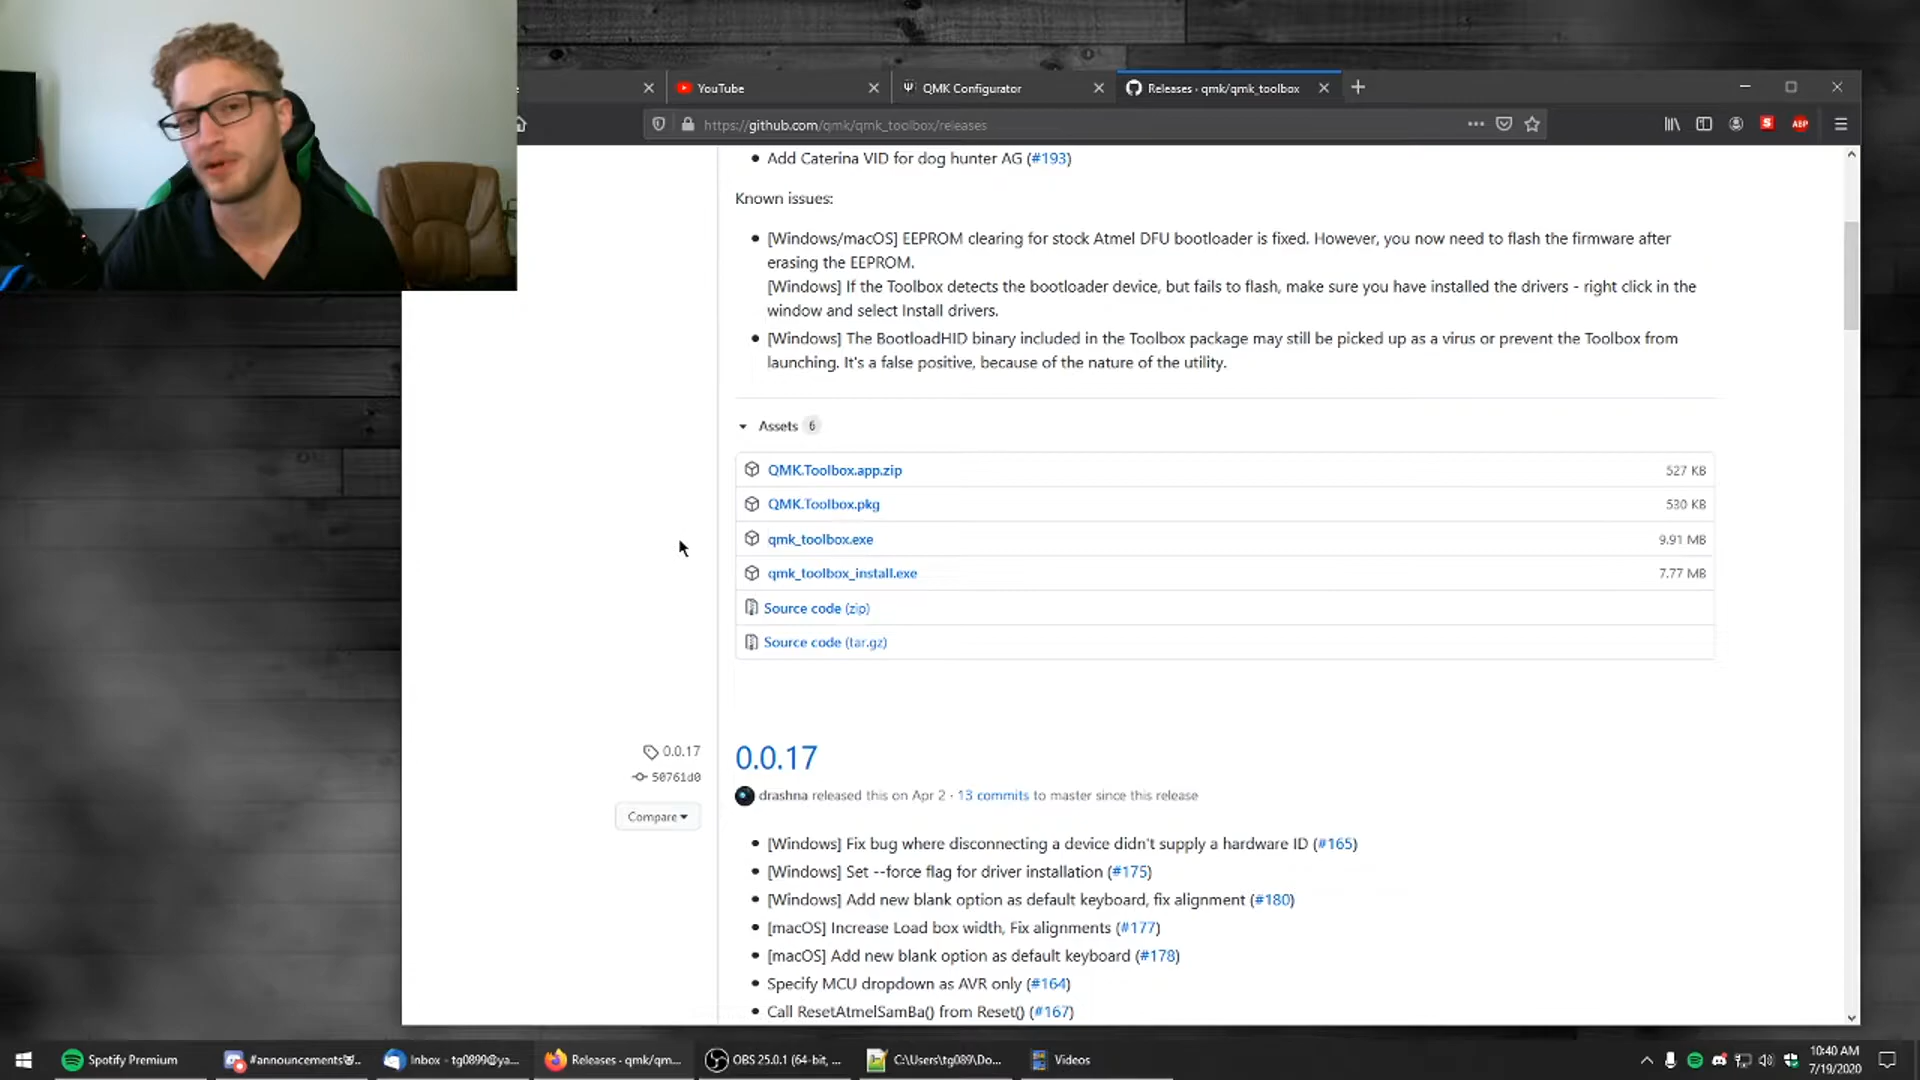 YouTube
QMK Configurator
Releases · qmk/qmk_toolbox
https://github.com/qmk/qmk_toolbox/releases
ABP
• Add Caterina VID for dog hunter AG (#193)
Known issues:
• [Windows/macOS] EEPROM clearing for stock Atmel DFU bootloader is fixed. However, you now need to flash the firmware after
erasing the EEPROM.
[Windows] If the Toolbox detects the bootloader device, but fails to flash, make sure you have installed the drivers - right click in the
window and select Install drivers.
• [Windows] The BootloadHID binary included in the Toolbox package may still be picked up as a virus or prevent the Toolbox from
launching. It's a false positive, because of the nature of the utility.
Assets 6
QMK.Toolbox.app.zip 527 KB
QMK.Toolbox.pkg 530 KB
qmk_toolbox.exe 9.91 MB
qmk_toolbox_install.exe 7.77 MB
Source code (zip)
Source code (tar.gz)
0.0.17
50761d0
Compare
0.0.17
drashna released this on Apr 2 · 13 commits to master since this release
• [Windows] Fix bug where disconnecting a device didn't supply a hardware ID (#165)
• [Windows] Set --force flag for driver installation (#175)
• [Windows] Add new blank option as default keyboard, fix alignment (#180)
• [macOS] Increase Load box width, Fix alignments (#177)
• [macOS] Add new blank option as default keyboard (#178)
• Specify MCU dropdown as AVR only (#164)
• Call ResetAtmelSamBa() from Reset() (#167)
Spotify Premium
#announcements...
Inbox - tg0899@ya...
Releases · qmk/qm...
OBS 25.0.1 (64-bit, ...
C:\Users\tg089\Do...
Videos
10:40 AM
7/19/2020